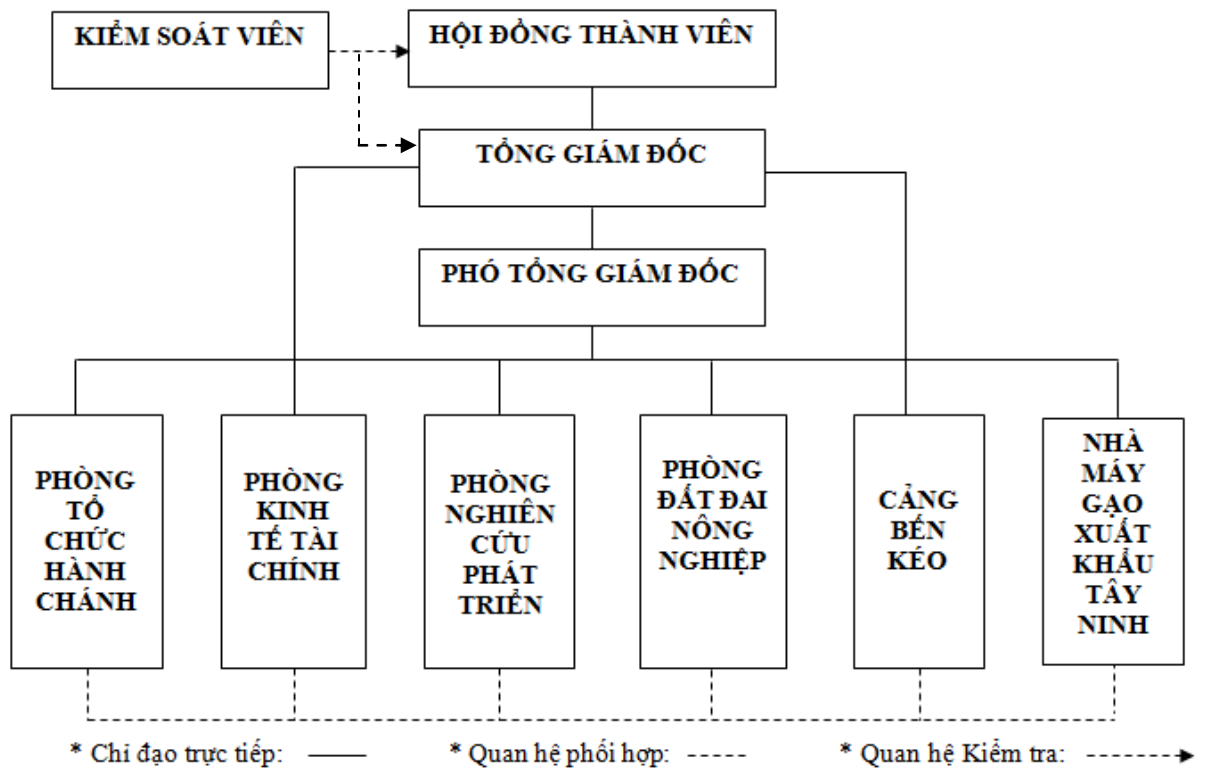 KIỂM SOÁT VIÊN
HỘI ĐỒNG THÀNH VIÊN
TỔNG GIÁM ĐỐC
PHÓ TỔNG GIÁM ĐỐC
PHÒNG
TỔ
CHỨC
HÀNH
CHÁNH
PHÒNG
KINH
TẾ TÀI
CHÍNH
PHÒNG
NGHIÊN
CỨU
PHÁT
TRIỂN
PHÒNG
ĐẤT ĐAI
NÔNG
NGHIỆP
CẢNG
BẾN
KÉO
NHÀ
MÁY
GẠO
XUẤT
KHẨU
TÂY
NINH
* Chỉ đạo trực tiếp:
* Quan hệ phối hợp:
* Quan hệ Kiểm tra: